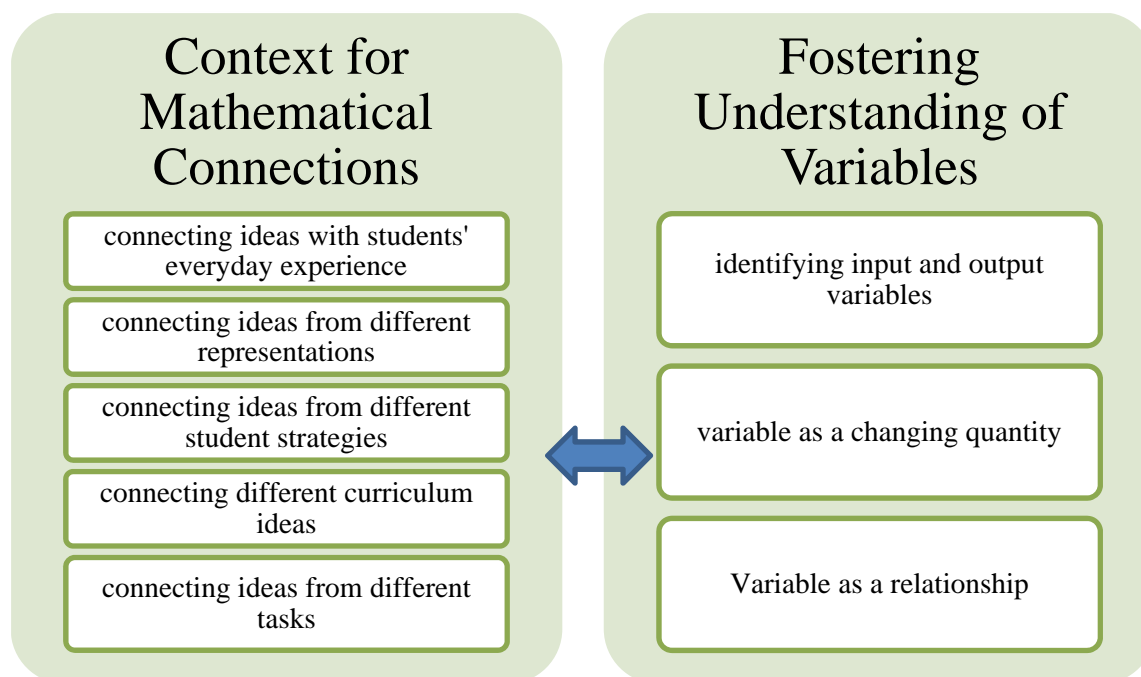 Context for
Mathematical
Connections
connecting ideas with students'
everyday experience
connecting ideas from different
representations
connecting ideas from different
student strategies
connecting different curriculum
ideas
connecting ideas from different
tasks
Fostering
Understanding of
Variables
identifying input and output
variables
variable as a changing quantity
Variable as a relationship